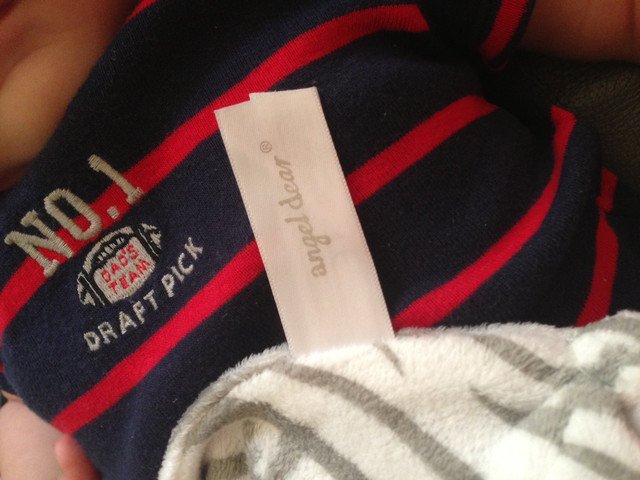 NO.1
DAD'S
TEAM
DRAFT PICK
angel dear®